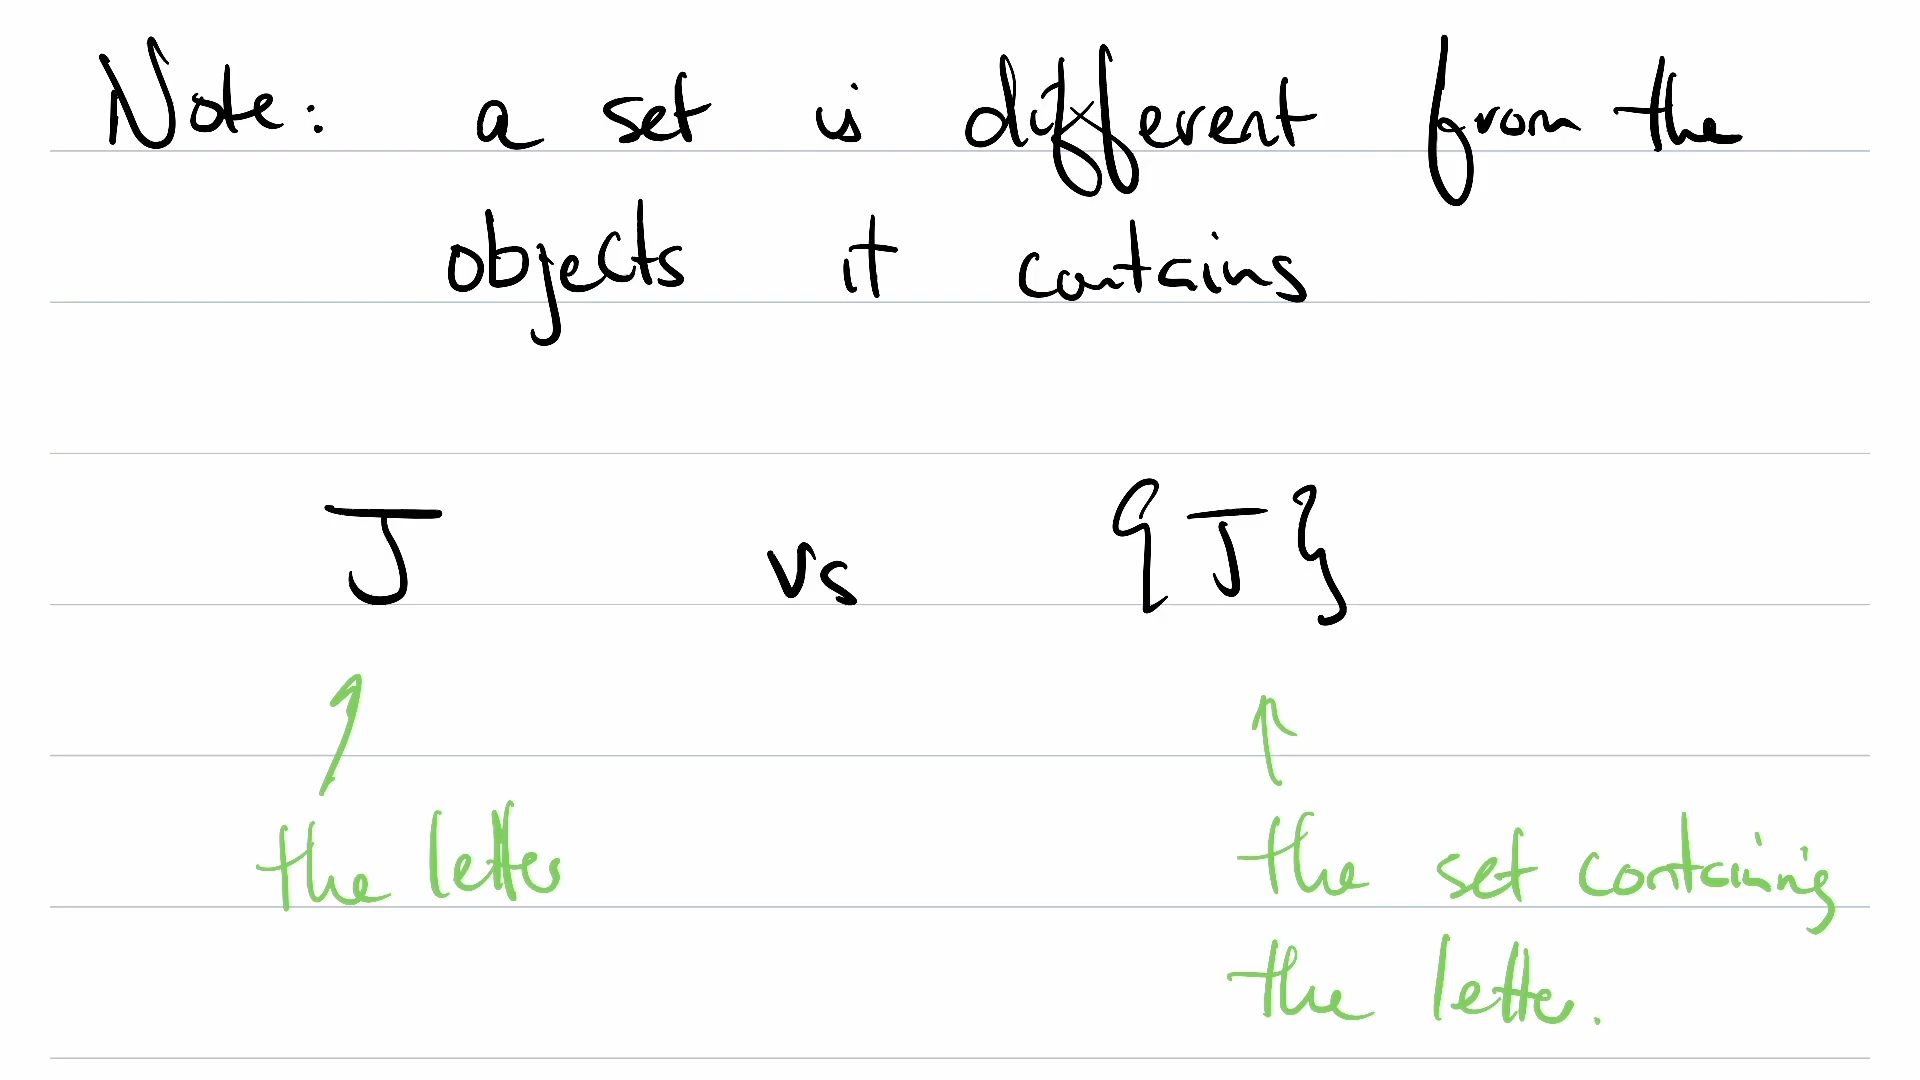 Note: a set is different from the
objects it contains
J vs {J}
the letter the set containing
the letter.